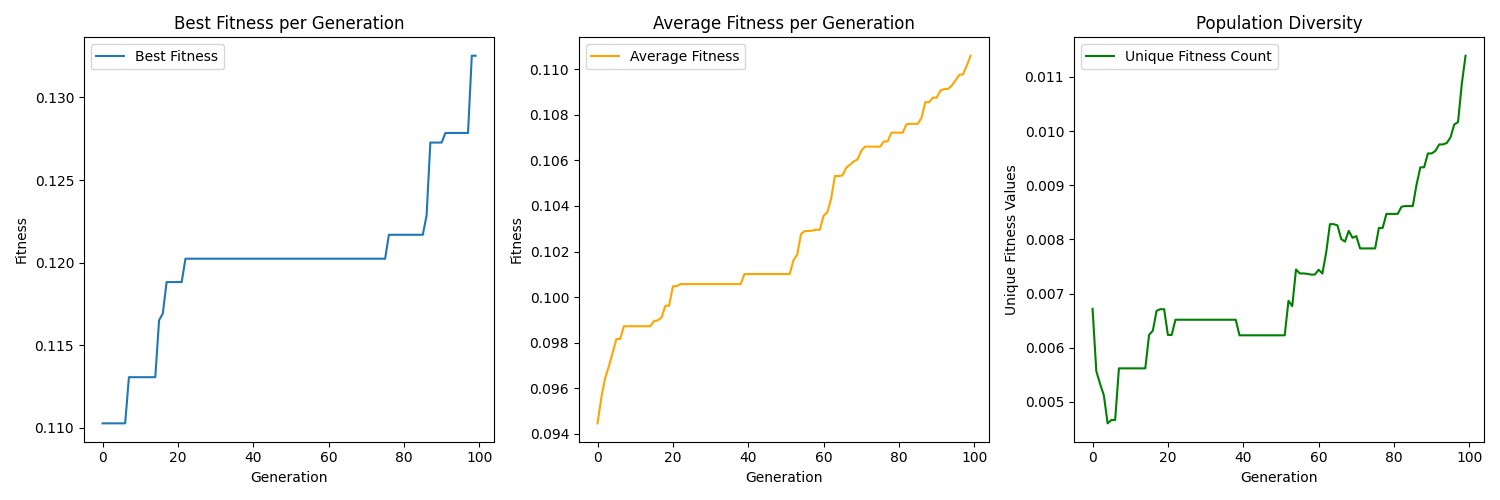 Best Fitness per Generation
Best Fitness
0.130
0.125
0.120
0.115
0.110
Fitness
0 20 40 60 80 100
Generation
Average Fitness per Generation
Average Fitness
0.110
0.108
0.106
0.104
0.102
0.100
0.098
0.096
0.094
Fitness
0 20 40 60 80 100
Generation
Population Diversity
Unique Fitness Count
0.011
0.010
0.009
0.008
0.007
0.006
0.005
Unique Fitness Values
0 20 40 60 80 100
Generation